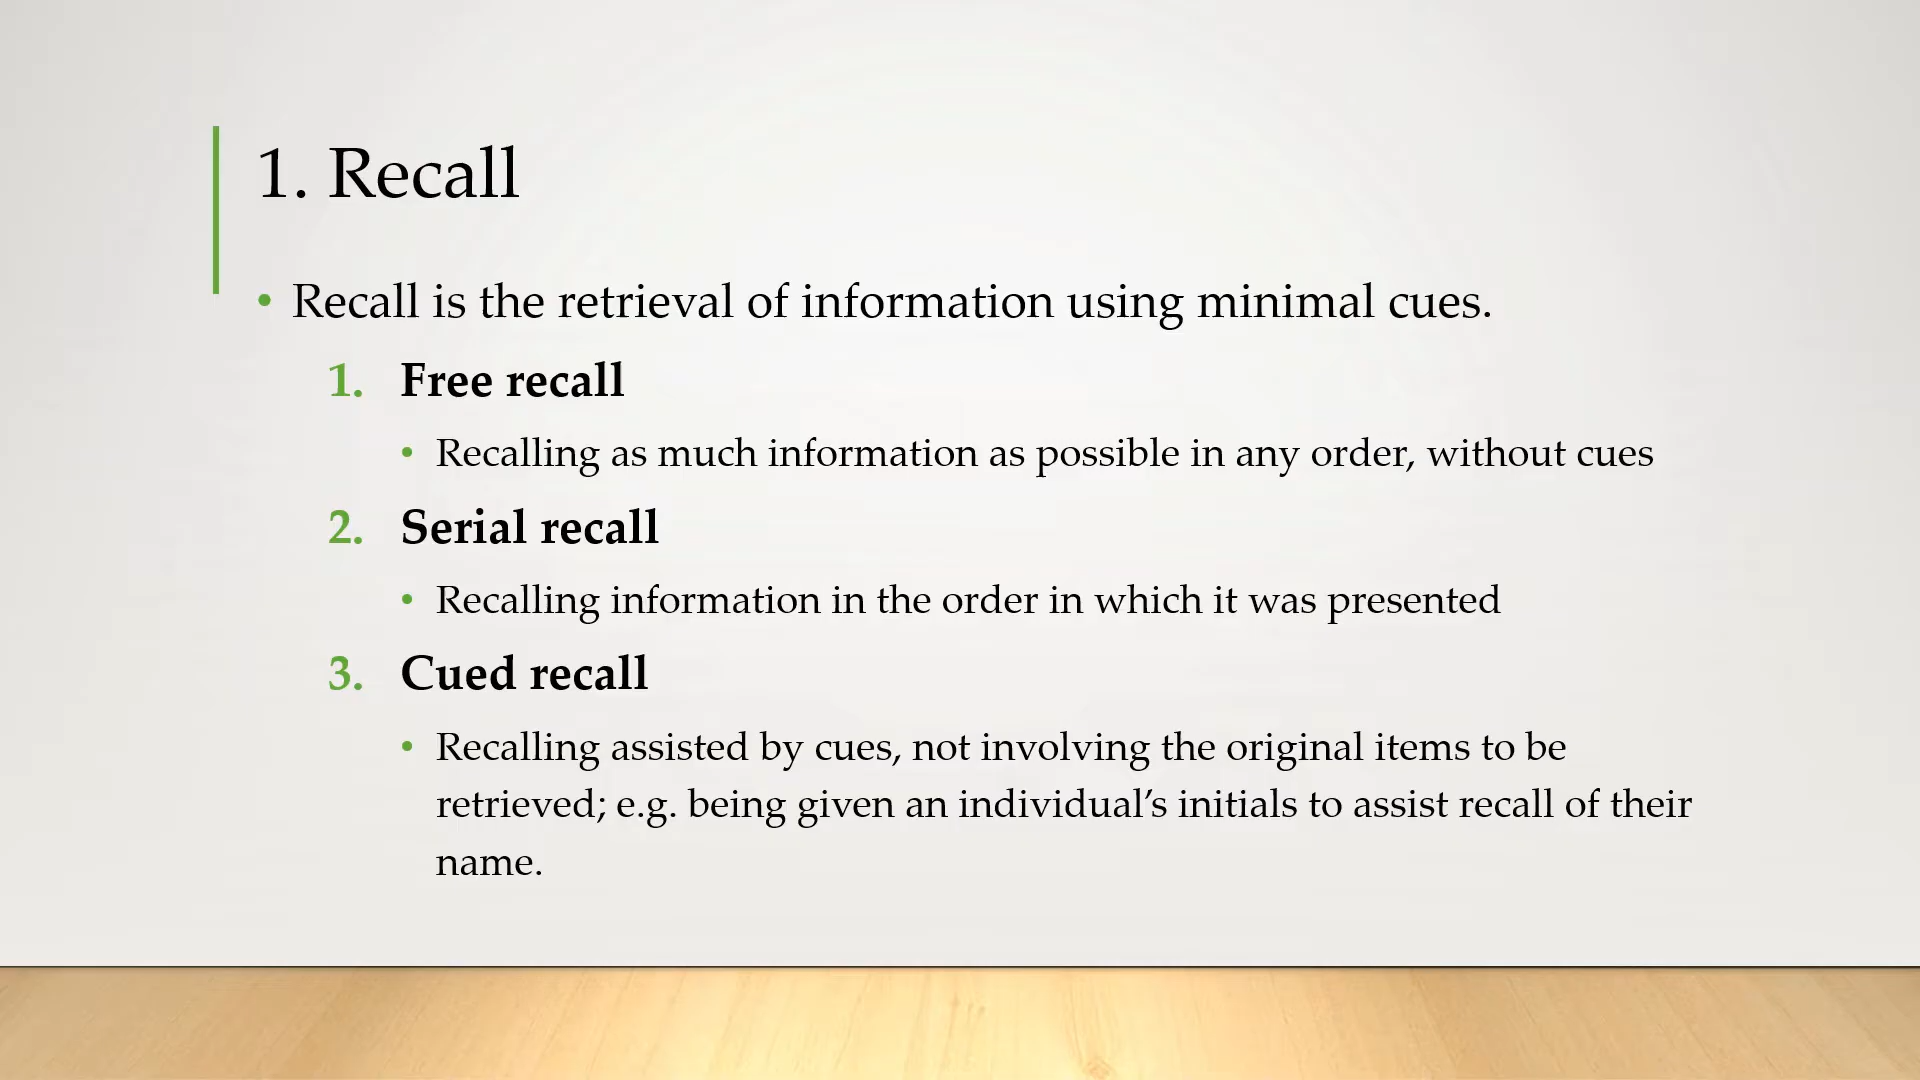 1. Recall
• Recall is the retrieval of information using minimal cues.
1. Free recall
• Recalling as much information as possible in any order, without cues
2. Serial recall
• Recalling information in the order in which it was presented
3. Cued recall
• Recalling assisted by cues, not involving the original items to be
retrieved; e.g. being given an individual’s initials to assist recall of their
name.